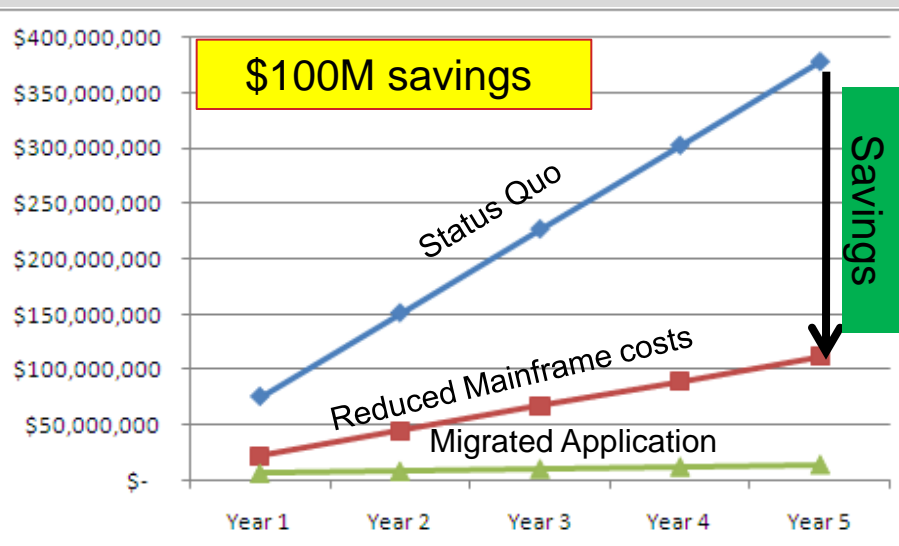 $400,000,000
$350,000,000
$300,000,000
$250,000,000
$200,000,000
$150,000,000
$100,000,000
$50,000,000
$-
$100M savings
Status Quo
Savings
Reduced Mainframe costs
Migrated Application
Year 1 Year 2 Year 3 Year 4 Year 5